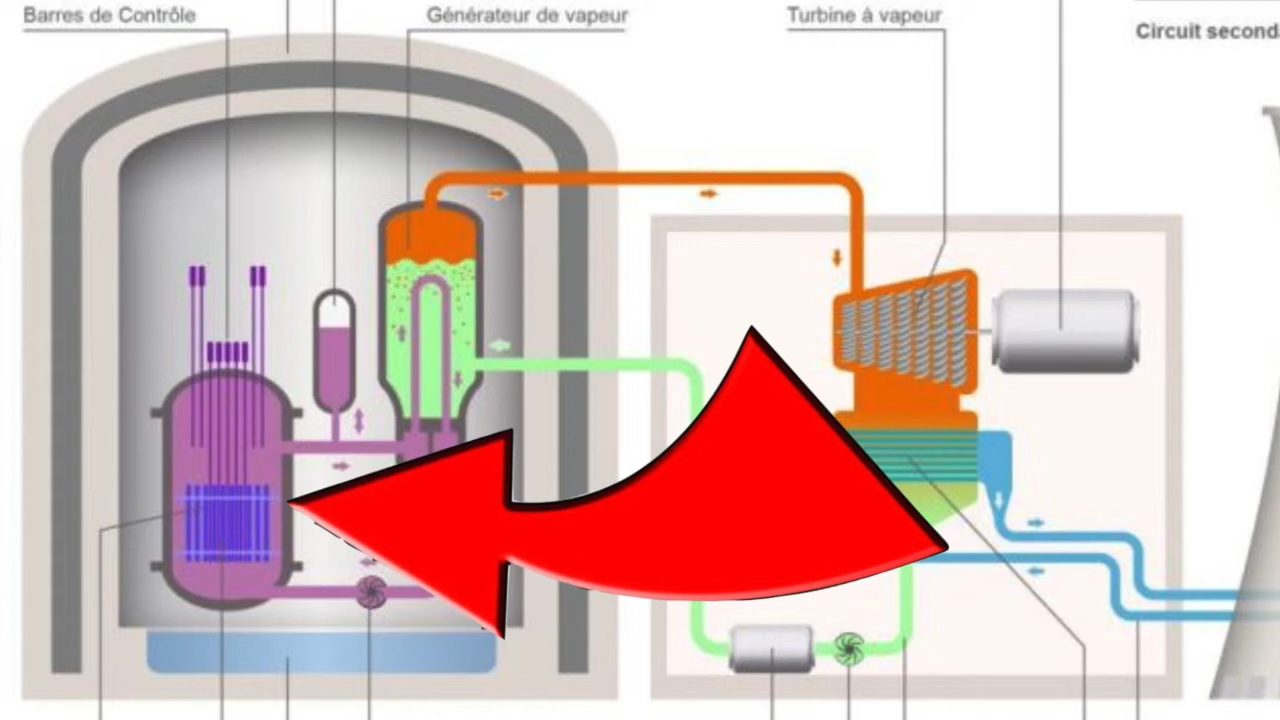 Barres de Contrôle
Générateur de vapeur
Turbine à vapeur
Circuit second